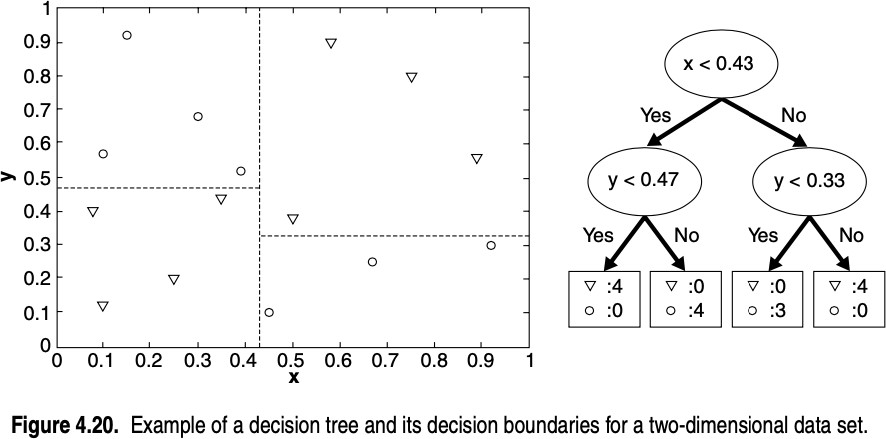 1
0.9
0.8
0.7
0.6
0.5
0.4
0.3
0.2
0.1
0
y
0 0.1 0.2 0.3 0.4 0.5 0.6 0.7 0.8 0.9 1
x
x < 0.43
Yes No
y < 0.47 y < 0.33
Yes No Yes No
:4 :0 :0 :4
:0 :4 :3 :0
Figure 4.20. Example of a decision tree and its decision boundaries for a two-dimensional data set.